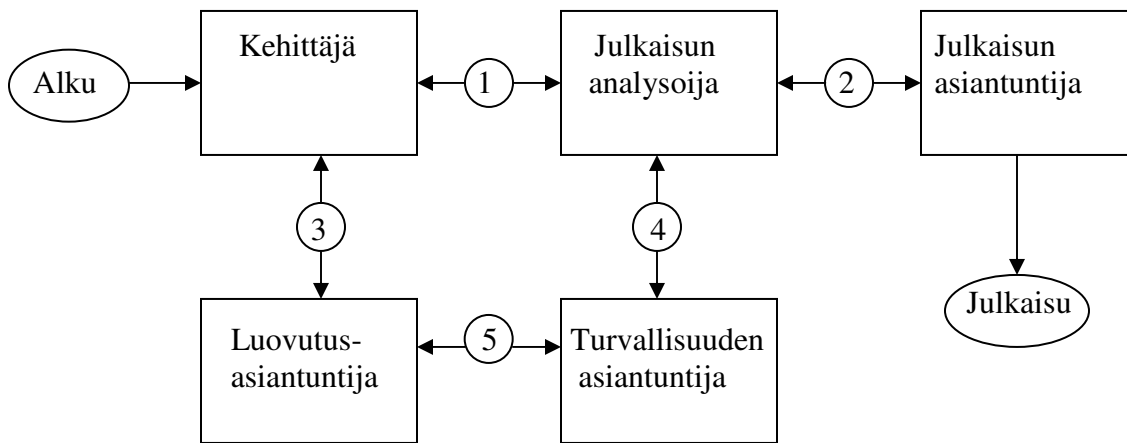 Alku
Kehittäjä
1
Julkaisun
analysoija
2
Julkaisun
asiantuntija
3
4
Julkaisu
Luovutus-
asiantuntija
5
Turvallisuuden
asiantuntija